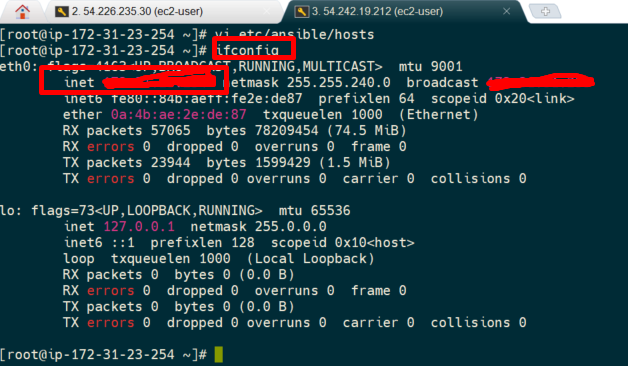 2. 54.226.235.30 (ec2-user)
3. 54.242.19.212 (ec2-user)
[root@ip-172-31-23-254 ~]# vi etc/ansible/hosts
[root@ip-172-31-23-254 ~]# ifconfig
eth0: flags=4163<UP,BROADCAST,RUNNING,MULTICAST>  mtu 9001
inet netmask 255.255.240.0  broadcast
inet6 fe80::84b:aeff:fe2e:de87  prefixlen 64  scopeid 0x20<link>
ether 0a:4b:ae:2e:de:87  txqueuelen 1000  (Ethernet)
RX packets 57065  bytes 78209454 (74.5 MiB)
RX errors 0  dropped 0  overruns 0  frame 0
TX packets 23944  bytes 1599429 (1.5 MiB)
TX errors 0  dropped 0 overruns 0  carrier 0  collisions 0
lo: flags=73<UP,LOOPBACK,RUNNING>  mtu 65536
inet 127.0.0.1  netmask 255.0.0.0
inet6 ::1  prefixlen 128  scopeid 0x10<host>
loop  txqueuelen 1000  (Local Loopback)
RX packets 0  bytes 0 (0.0 B)
RX errors 0  dropped 0  overruns 0  frame 0
TX packets 0  bytes 0 (0.0 B)
TX errors 0  dropped 0 overruns 0  carrier 0  collisions 0
[root@ip-172-31-23-254 ~]#